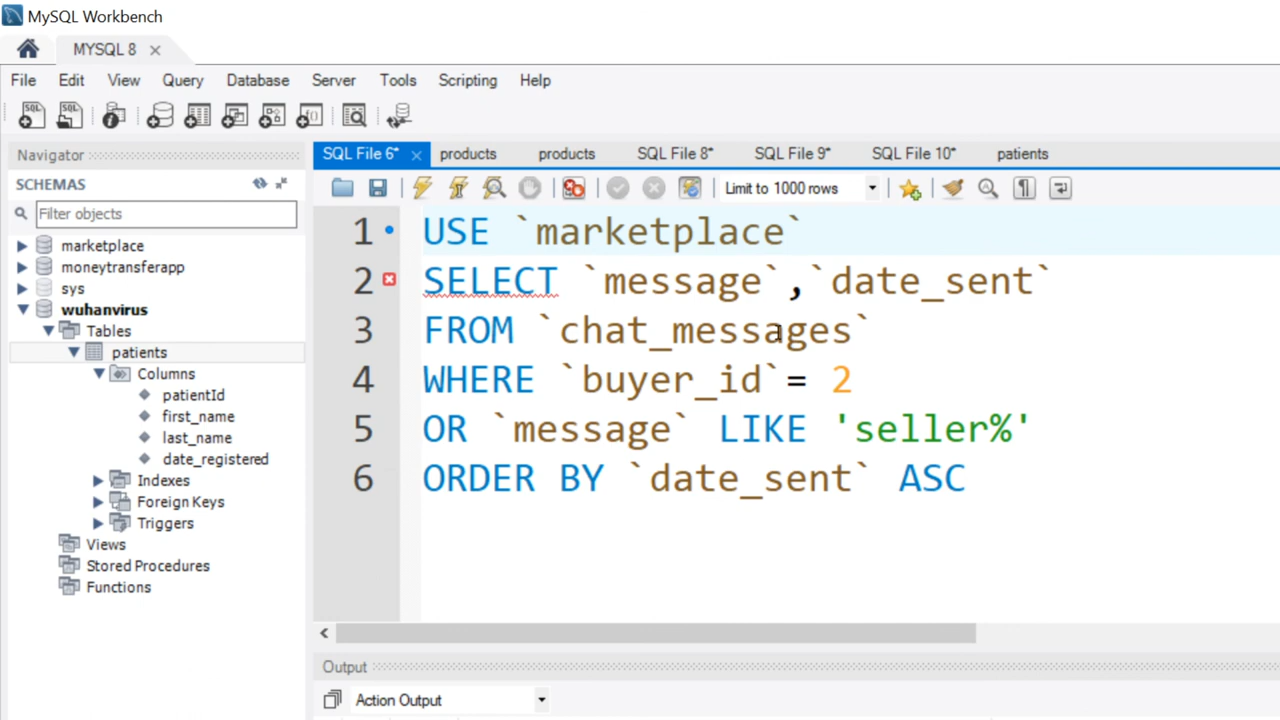 MySQL Workbench
MYSQL 8
File Edit View Query Database Server Tools Scripting Help
Navigator
SCHEMAS
Filter objects
marketplace
moneytransferapp
sys
wuhanvirus
Tables
patients
Columns
patientId
first_name
last_name
date_registered
Indexes
Foreign Keys
Triggers
Views
Stored Procedures
Functions
SQL File 6* products products SQL File 8* SQL File 9* SQL File 10* patients
Limit to 1000 rows
1 USE `marketplace`
2 SELECT `message`,`date_sent`
3 FROM `chat_messages`
4 WHERE `buyer_id`= 2
5 OR `message` LIKE 'seller%'
6 ORDER BY `date_sent` ASC
Output
Action Output